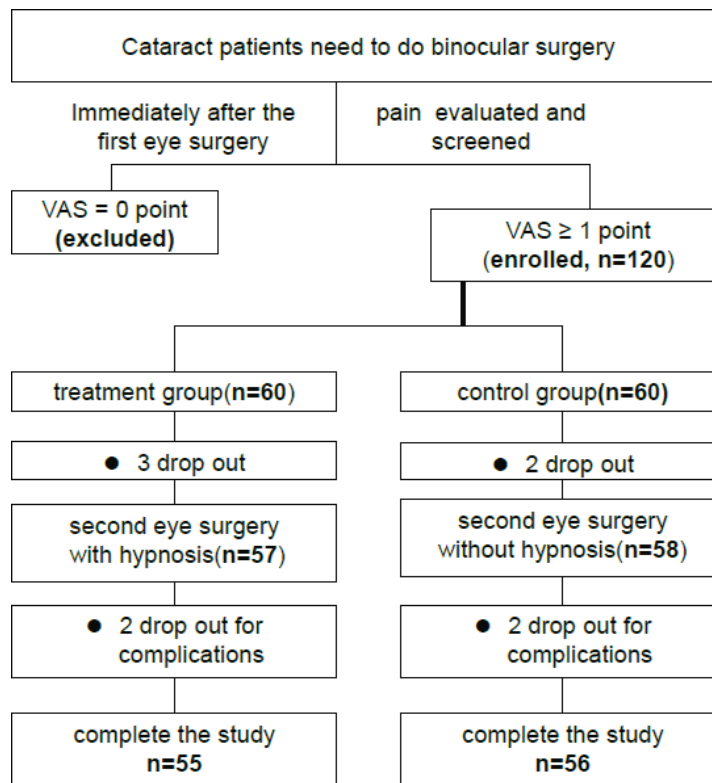 Cataract patients need to do binocular surgery
Immediately after the
first eye surgery
pain evaluated and
screened
VAS = 0 point
(excluded)
VAS ≥ 1 point
(enrolled, n=120)
treatment group(n=60)
control group(n=60)
● 3 drop out
● 2 drop out
second eye surgery
with hypnosis(n=57)
second eye surgery
without hypnosis(n=58)
● 2 drop out for
complications
● 2 drop out for
complications
complete the study
n=55
complete the study
n=56